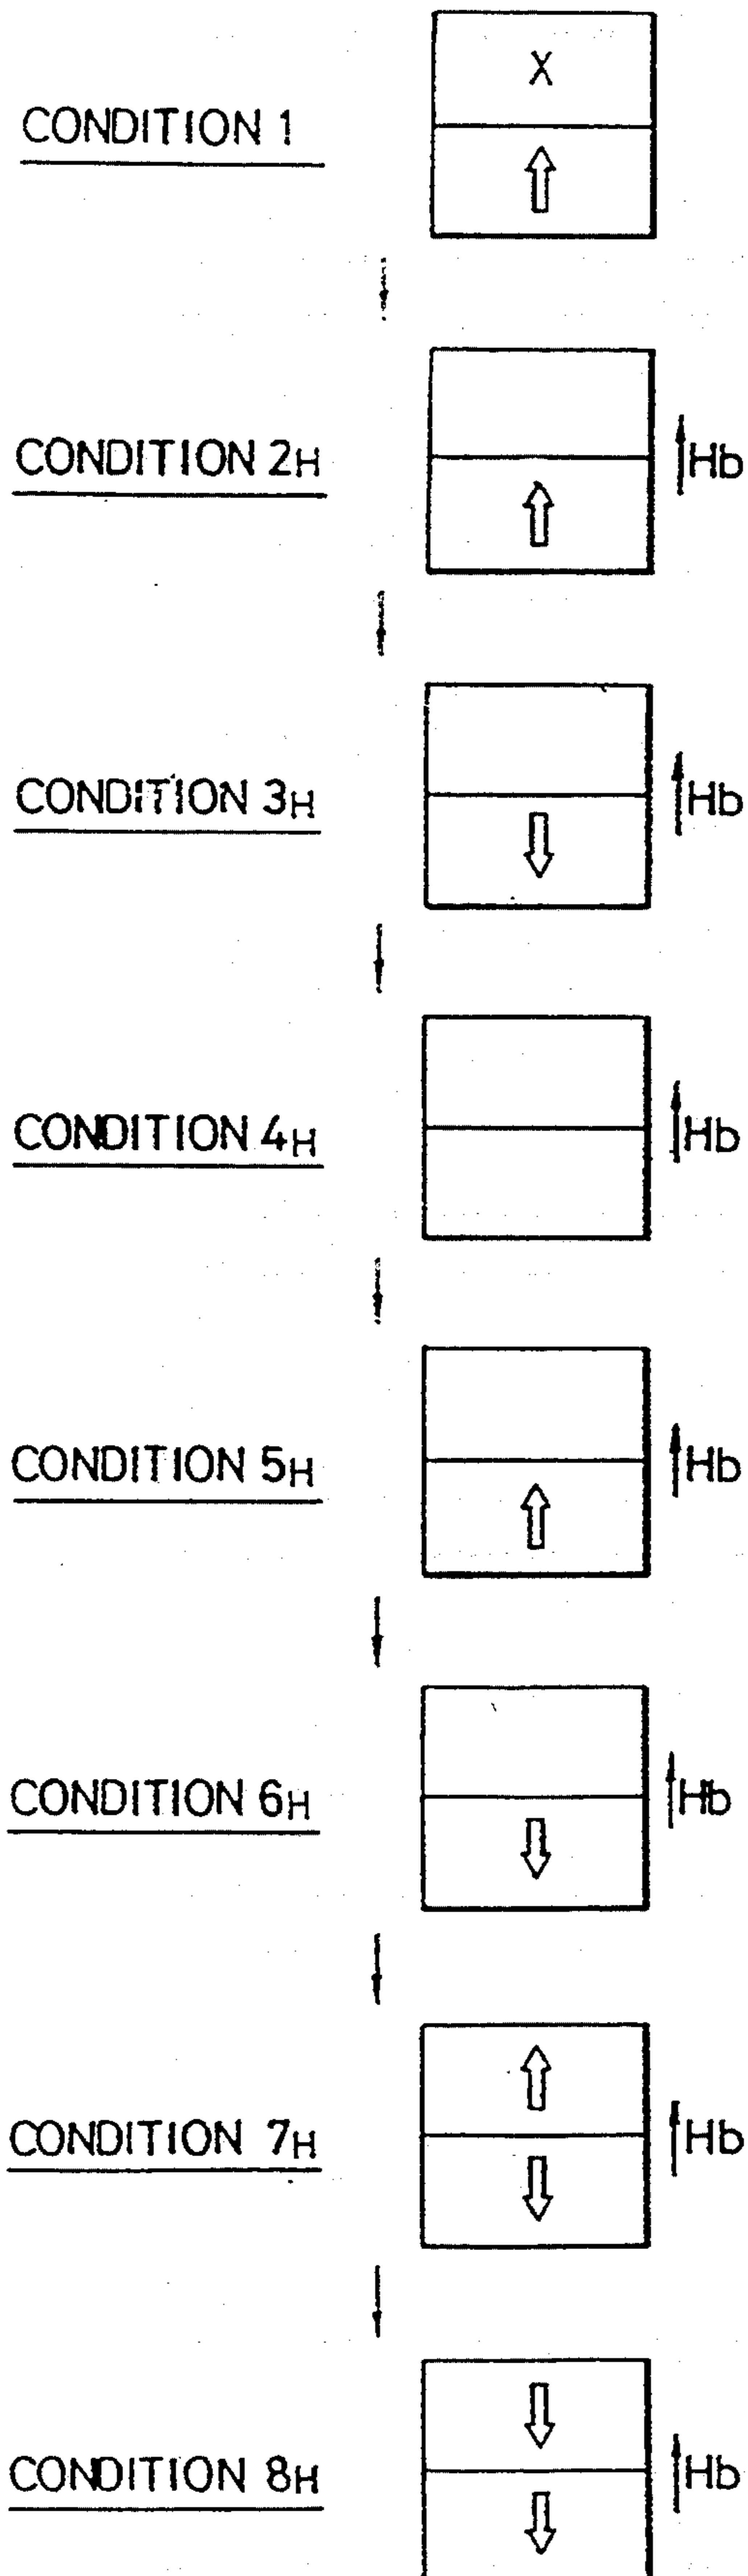 X
CONDITION 1
CONDITION 2H Hb
CONDITION 3H Hb
CONDITION 4H Hb
CONDITION 5H Hb
CONDITION 6H Hb
CONDITION 7H Hb
CONDITION 8H Hb